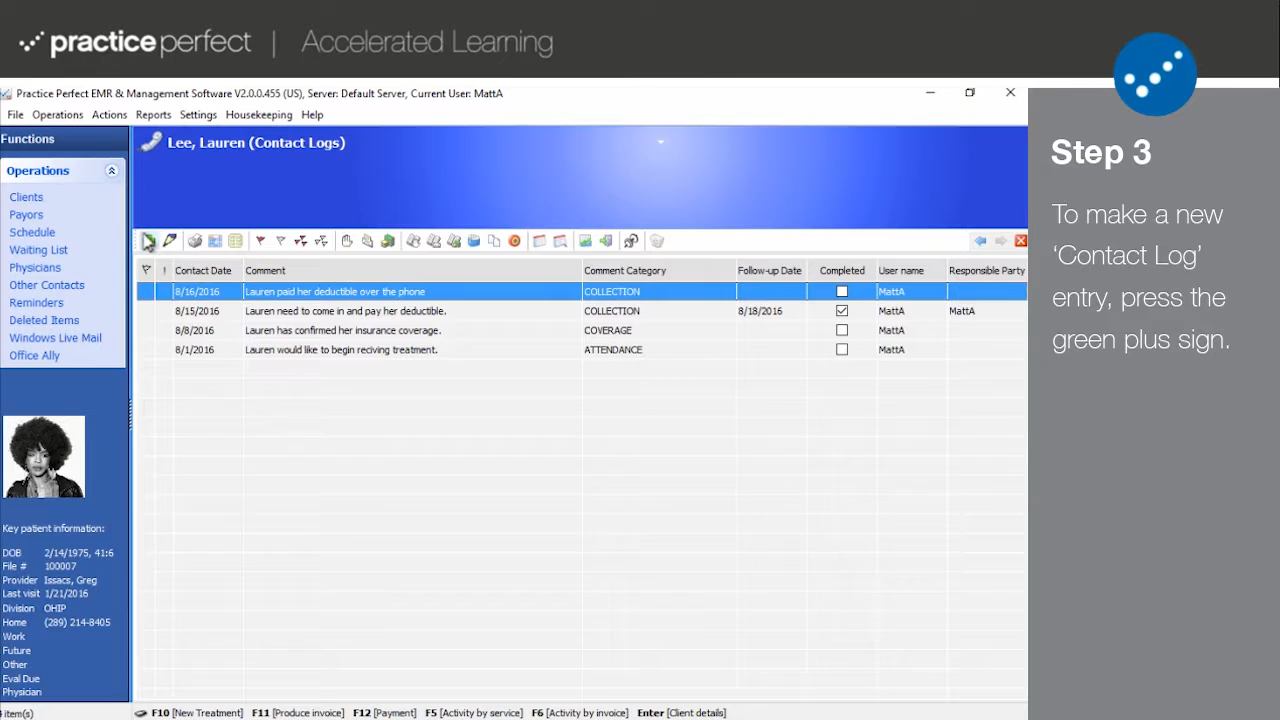 practiceperfect | Accelerated Learning
Practice Perfect EMR & Management Software V2.0.0.455 (US), Server: Default Server, Current User: MattA
File Operations Actions Reports Settings Housekeeping Help
Functions
Operations
Clients
Payors
Schedule
Waiting List
Physicians
Other Contacts
Reminders
Deleted Items
Windows Live Mail
Office Ally
Key patient information:
DOB 2/14/1975, 41:6
File # 100007
Provider Issacs, Greg
Last visit 1/21/2016
Division OHIP
Home (289) 214-8405
Work
Future
Other
Eval Due
Physician
item(s)
Lee, Lauren (Contact Logs)
! Contact Date Comment Comment Category Follow-up Date Completed User name Responsible Party
8/16/2016 Lauren paid her deductible over the phone COLLECTION MattA
8/15/2016 Lauren need to come in and pay her deductible. COLLECTION 8/18/2016 MattA MattA
8/8/2016 Lauren has confirmed her insurance coverage. COVERAGE MattA
8/1/2016 Lauren would like to begin reciving treatment. ATTENDANCE MattA
F10 [New Treatment] F11 [Produce invoice] F12 [Payment] F5 [Activity by service] F6 [Activity by invoice] Enter [Client details]
Step 3
To make a new
‘Contact Log’
entry, press the
green plus sign.